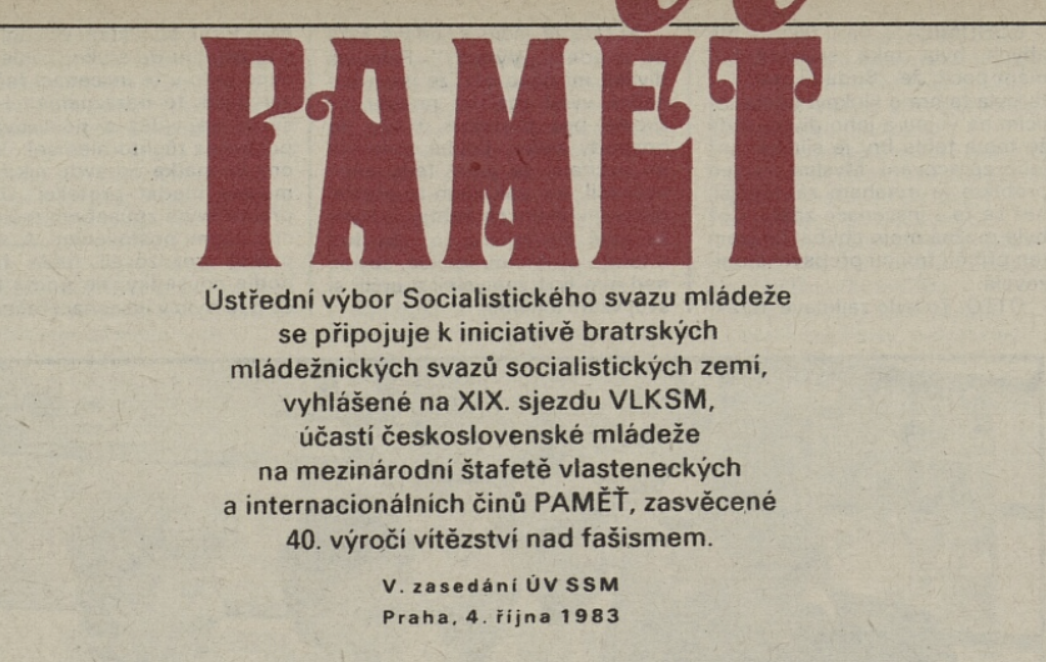 PAMĚŤ
Ústřední výbor Socialistického svazu mládeže
se připojuje k iniciativě bratrských
mládežnických svazů socialistických zemí,
vyhlášené na XIX. sjezdu VLKSM,
účastí československé mládeže
na mezinárodní štafetě vlasteneckých
a internacionálních činů PAMĚŤ, zasvěcené
40. výročí vítězství nad fašismem.
V. zasedání ÚV SSM
Praha, 4. října 1983